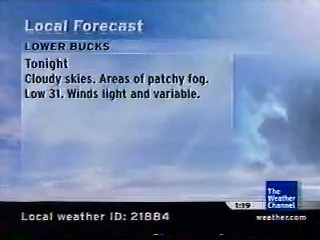 Local Forecast
LOWER BUCKS
Tonight
Cloudy skies. Areas of patchy fog.
Low 31. Winds light and variable.
1:19
The
Weather
Channel
Local weather ID: 21884
weather.com